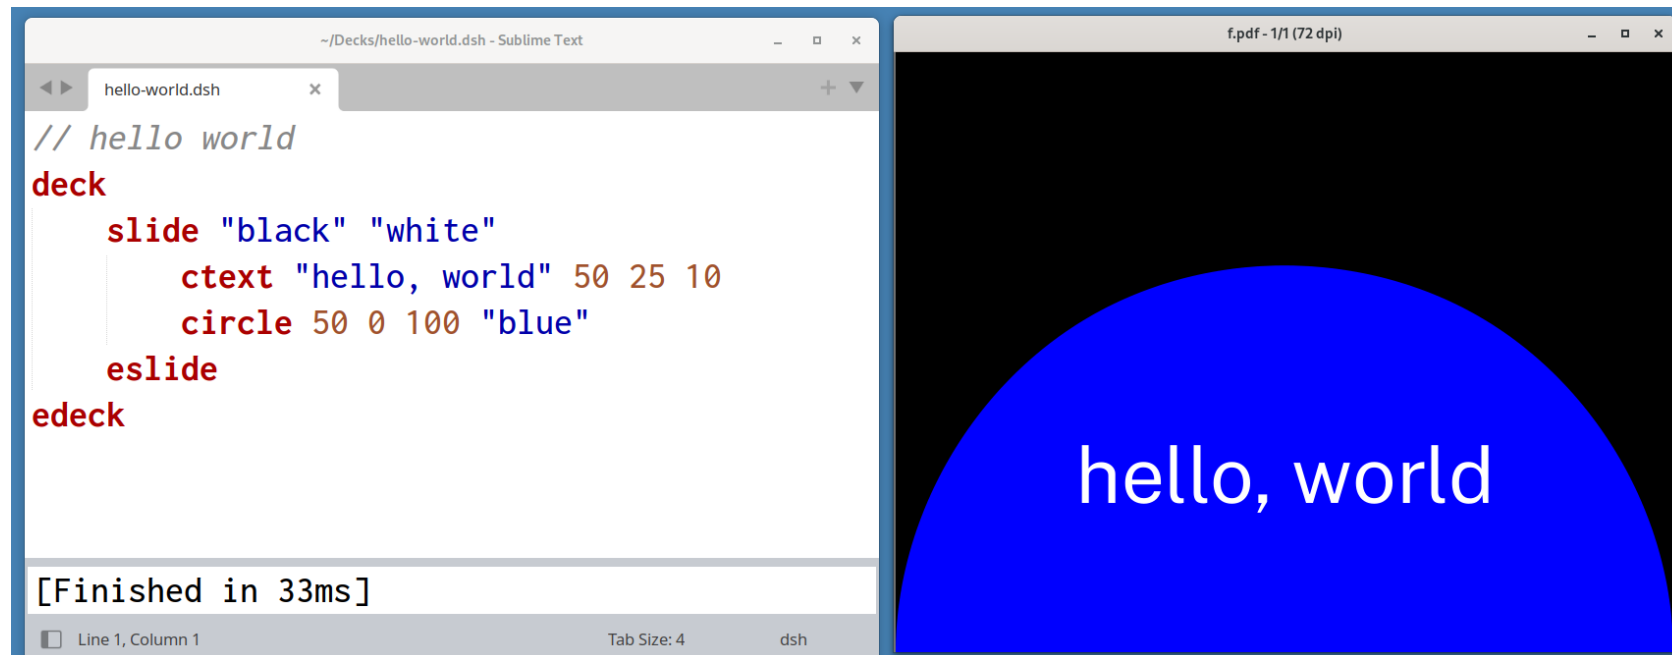 ~/Decks/hello-world.dsh - Sublime Text
hello-world.dsh
// hello world
deck
slide "black" "white"
ctext "hello, world" 50 25 10
circle 50 0 100 "blue"
eslide
edeck
[Finished in 33ms]
Line 1, Column 1
Tab Size: 4
dsh
f.pdf - 1/1 (72 dpi)
hello, world